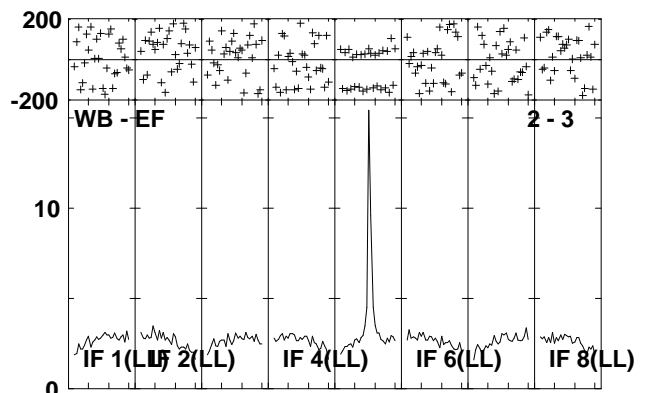 200
-200
WB - EF 2 - 3
10
IF 1(LL) IF 2(LL) IF 4(LL) IF 6(LL) IF 8(LL)
0